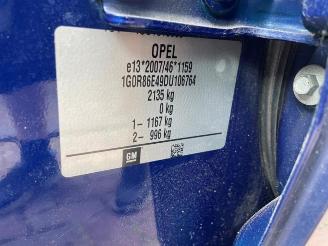 OPEL
e13*2007/46*1159
1G0R86E49DU106764
2135 kg
0 kg
1- 1167 kg
2- 996 kg
GM